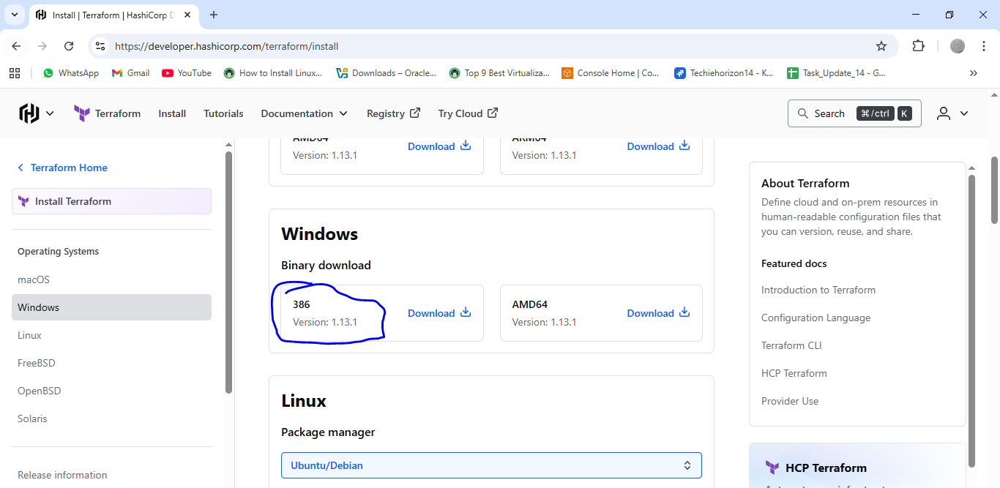 Install | Terraform | HashiCorp D
https://developer.hashicorp.com/terraform/install
WhatsApp
Gmail
YouTube
How to Install Linux...
Downloads – Oracle...
Top 9 Best Virtualiza...
Console Home | Co...
Techiehorizon14 - K...
Task_Update_14 - G...
Terraform
Install
Tutorials
Documentation
Registry
Try Cloud
Search
⌘/ctrl
K
Terraform Home
Install Terraform
Operating Systems
macOS
Windows
Linux
FreeBSD
OpenBSD
Solaris
Release information
AMD64
Version: 1.13.1
Download
ARM64
Version: 1.13.1
Download
Windows
Binary download
386
Version: 1.13.1
Download
AMD64
Version: 1.13.1
Download
Linux
Package manager
Ubuntu/Debian
About Terraform
Define cloud and on-prem resources in
human-readable configuration files that
you can version, reuse, and share.
Featured docs
Introduction to Terraform
Configuration Language
Terraform CLI
HCP Terraform
Provider Use
HCP Terraform